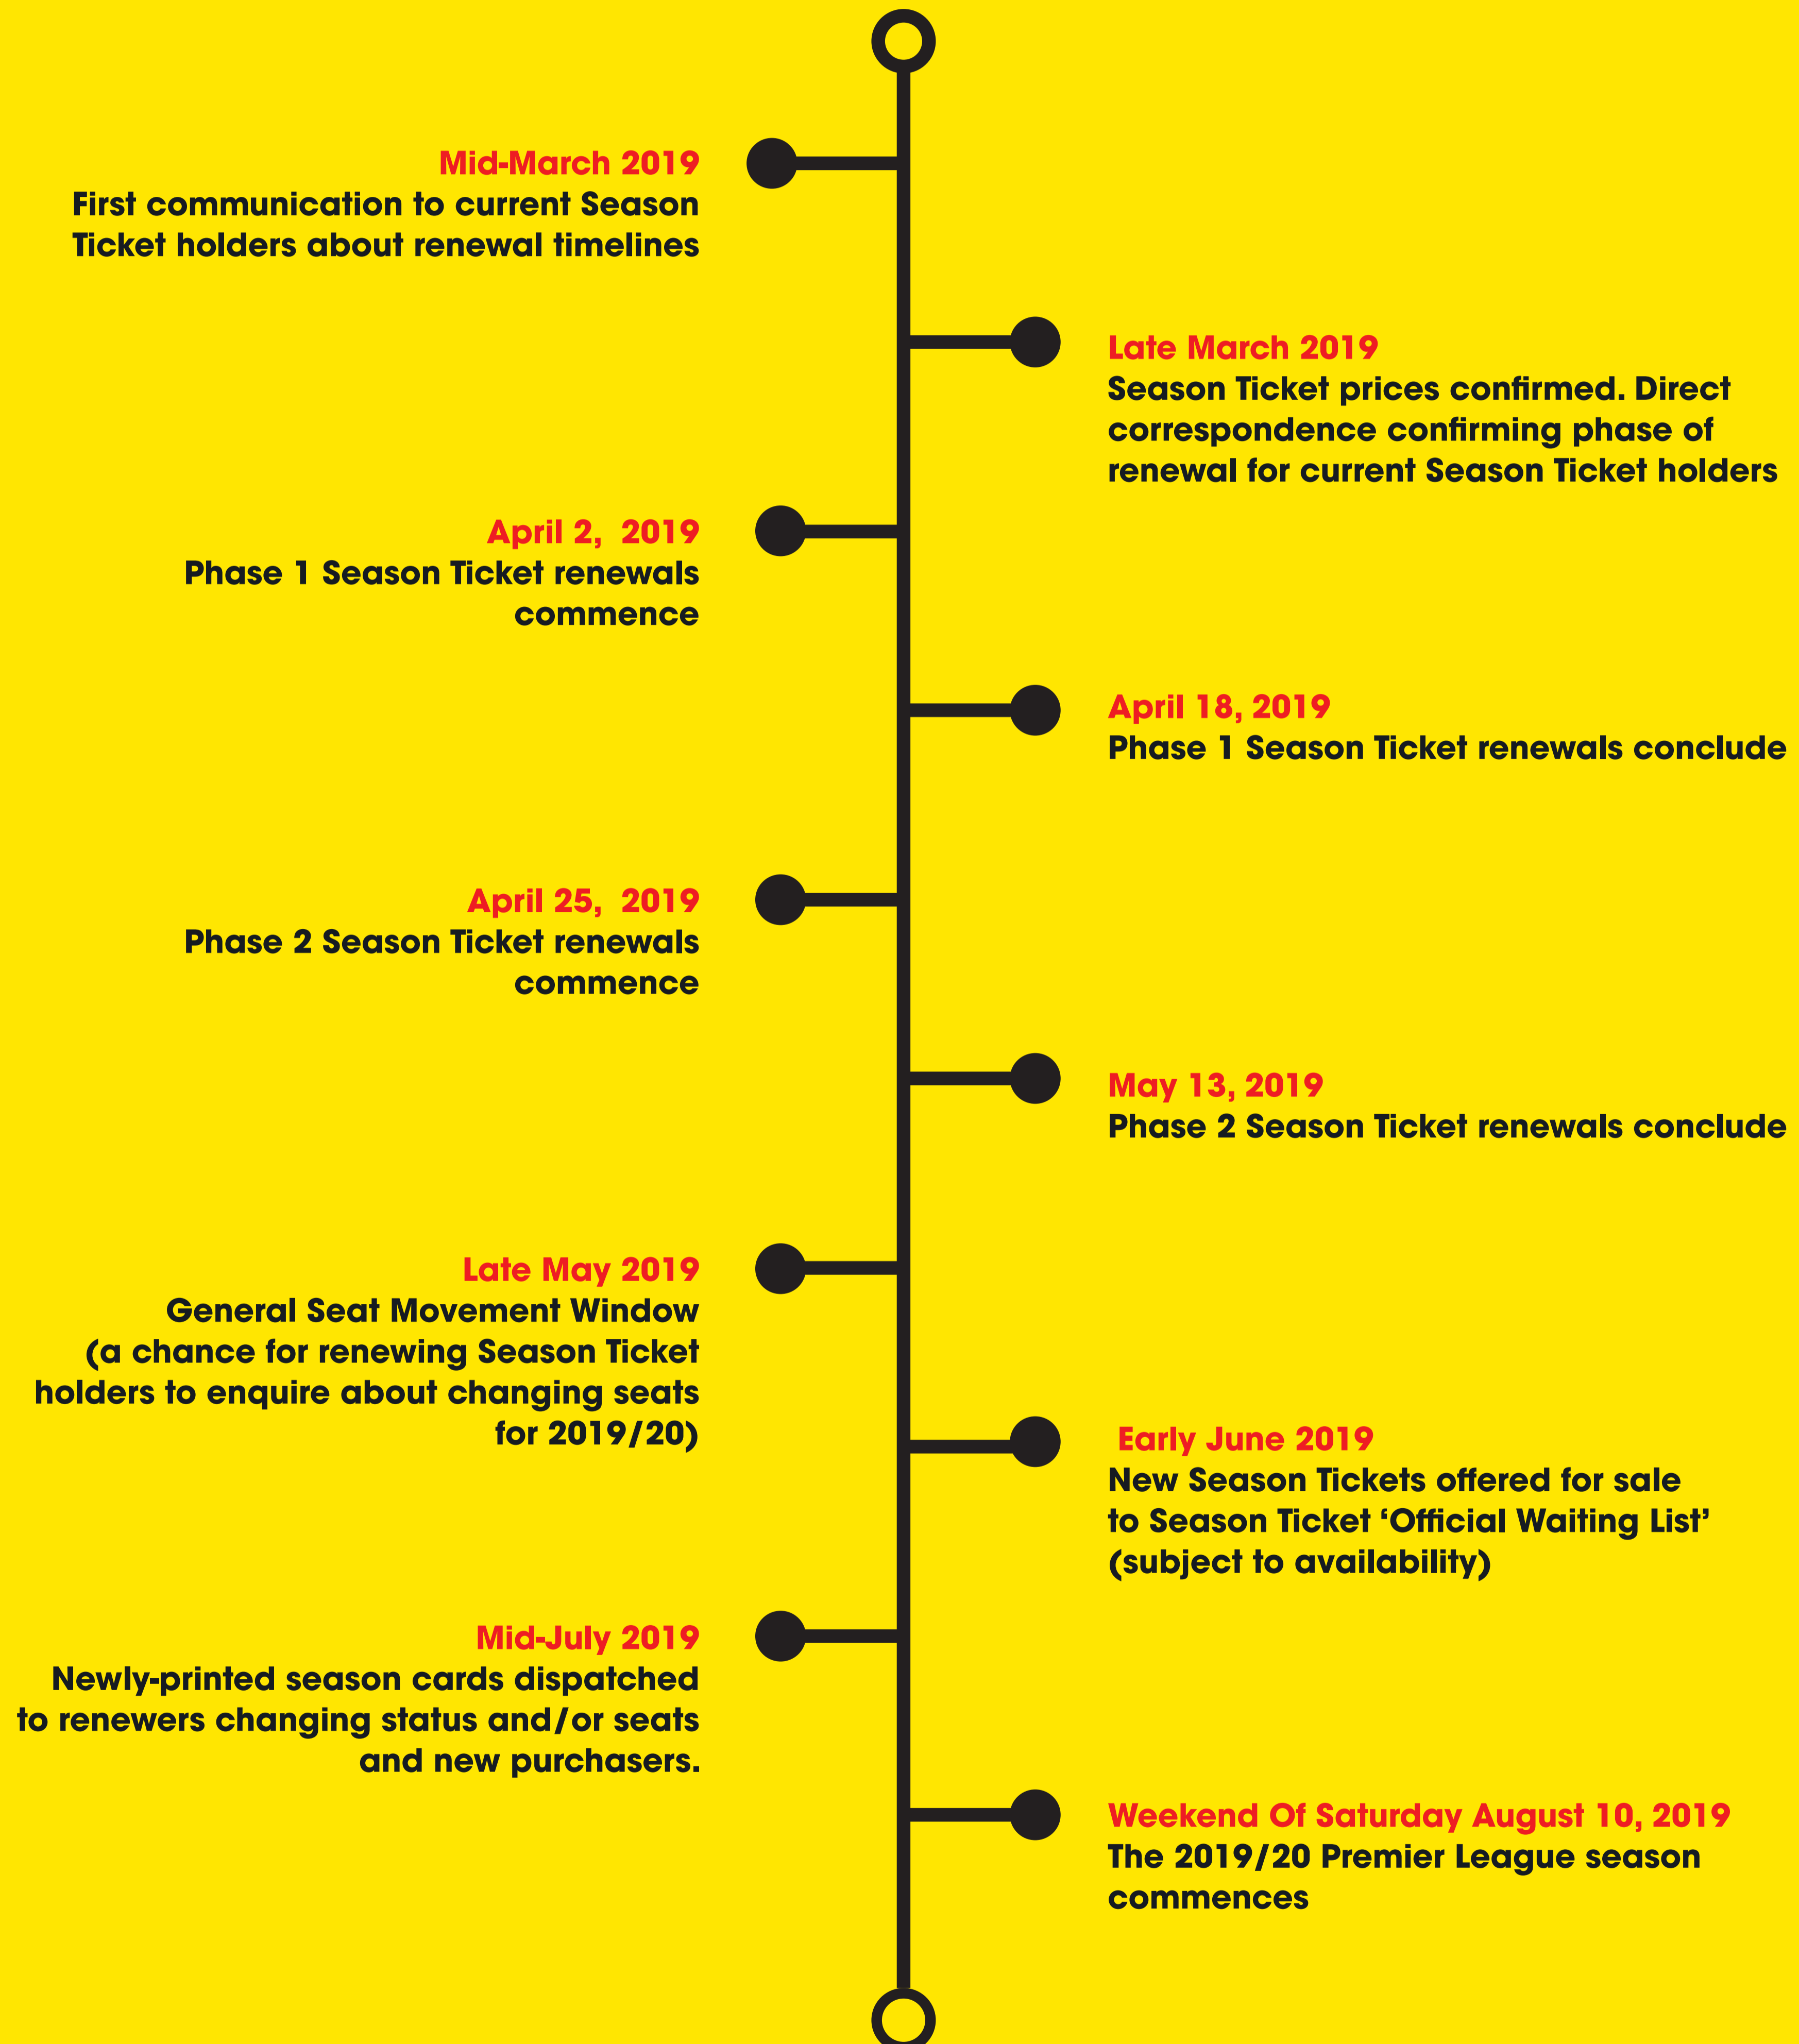 Mid-March 2019
First communication to current Season
Ticket holders about renewal timelines
Late March 2019
Season Ticket prices confirmed. Direct
correspondence confirming phase of
renewal for current Season Ticket holders
April 2,  2019
Phase 1 Season Ticket renewals
commence
April 18, 2019
Phase 1 Season Ticket renewals conclude
April 25,  2019
Phase 2 Season Ticket renewals
commence
May 13, 2019
Phase 2 Season Ticket renewals conclude
Late May 2019
General Seat Movement Window
(a chance for renewing Season Ticket
holders to enquire about changing seats
for 2019/20)
Early June 2019
New Season Tickets offered for sale
to Season Ticket ‘Official Waiting List’
(subject to availability)
Mid-July 2019
Newly-printed season cards dispatched
to renewers changing status and/or seats
and new purchasers.
Weekend Of Saturday August 10, 2019
The 2019/20 Premier League season
commences